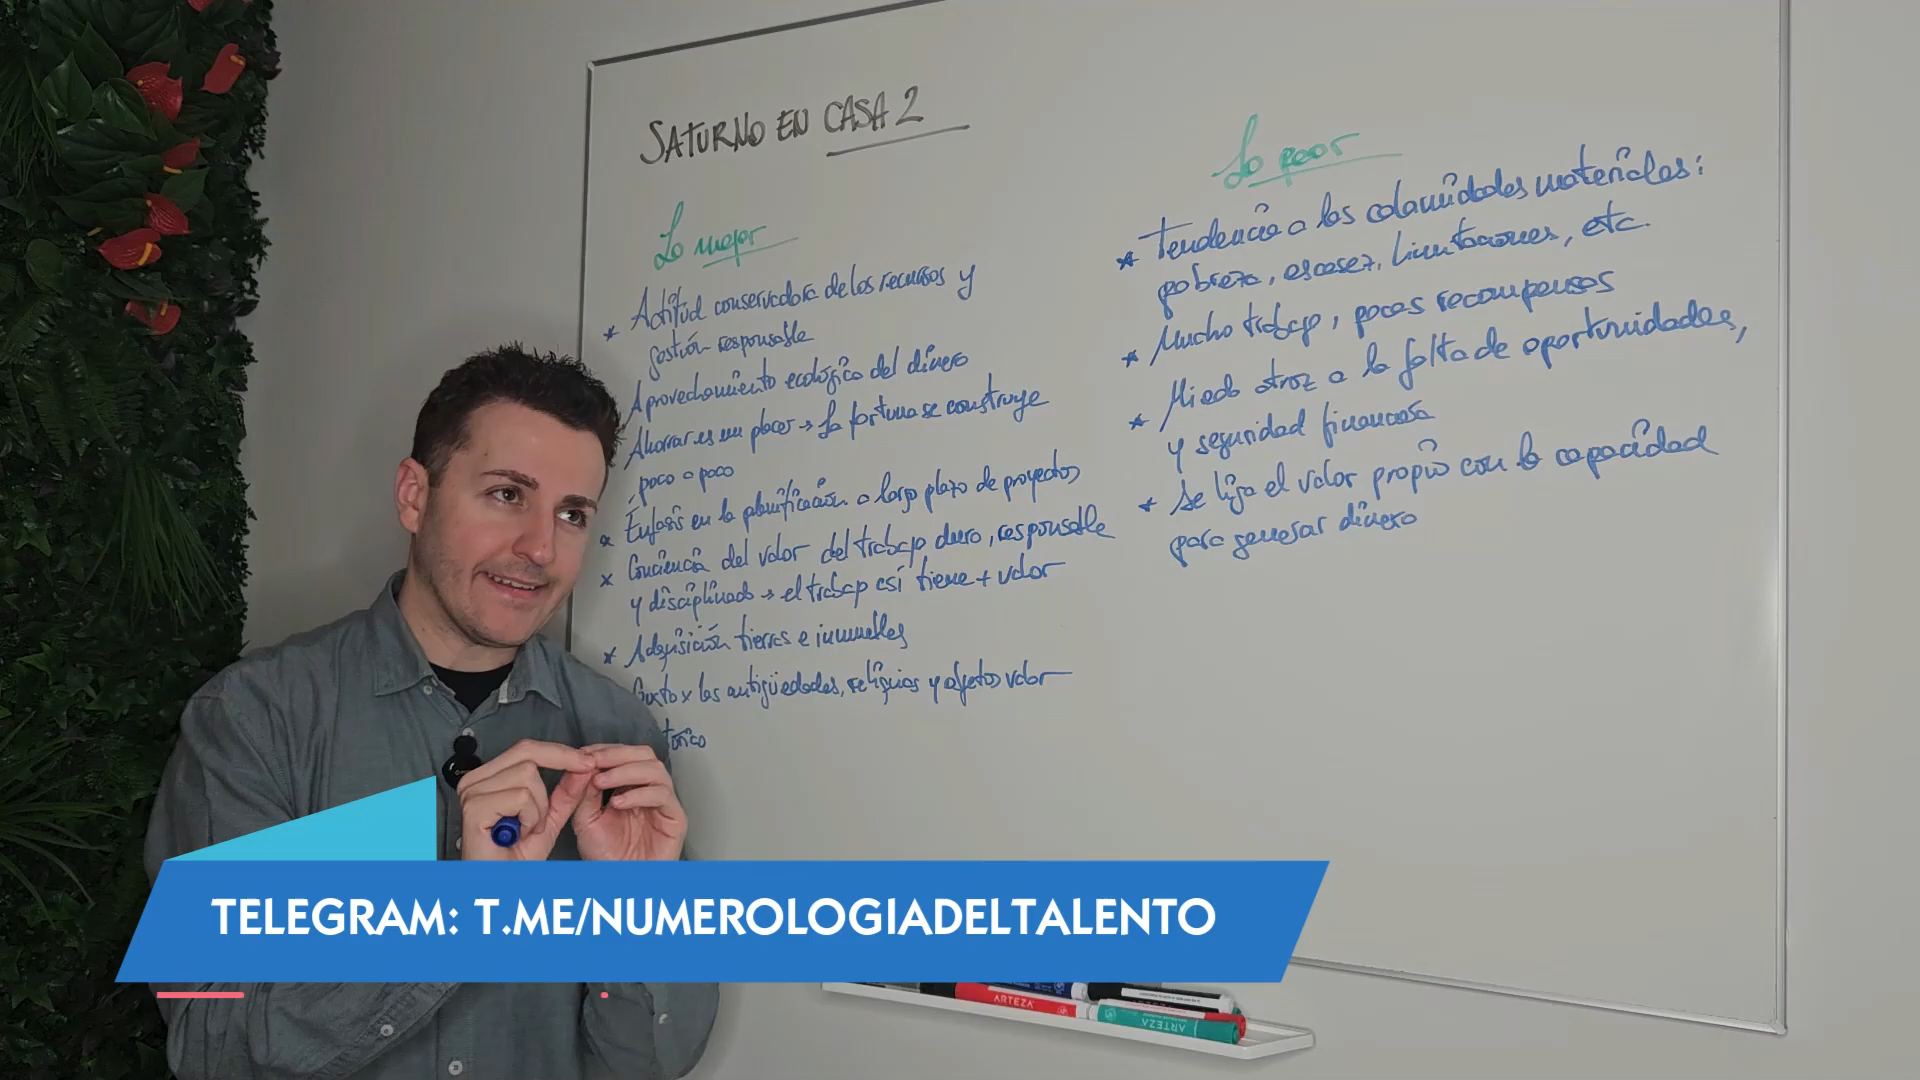 SATURNO EN CASA 2
Lo mejor
* Actitud conservadora de los recursos y
gestión responsable
Aprovechamiento ecológico del dinero
Ahorrar es un placer → La fortuna se construye
poco a poco
* Énfasis en la planificación a largo plazo de proyectos
* Conciencia del valor del trabajo duro, responsable
y disciplinado → el trabajo así tiene + valor
* Adquisición tierras e inmuebles
Gusto x las antigüedades, reliquias y objetos valor
tórico
Lo peor
* Tendencia a las calamidades materiales:
pobreza, escasez, limitaciones, etc.
* Mucho trabajo, pocas recompensas
* Miedo atroz a la falta de oportunidades,
y seguridad financiera
* Se liga el valor propio con la capacidad
para generar dinero
TELEGRAM: T.ME/NUMEROLOGIADELTALENTO
ARTEZA
ARTEZA